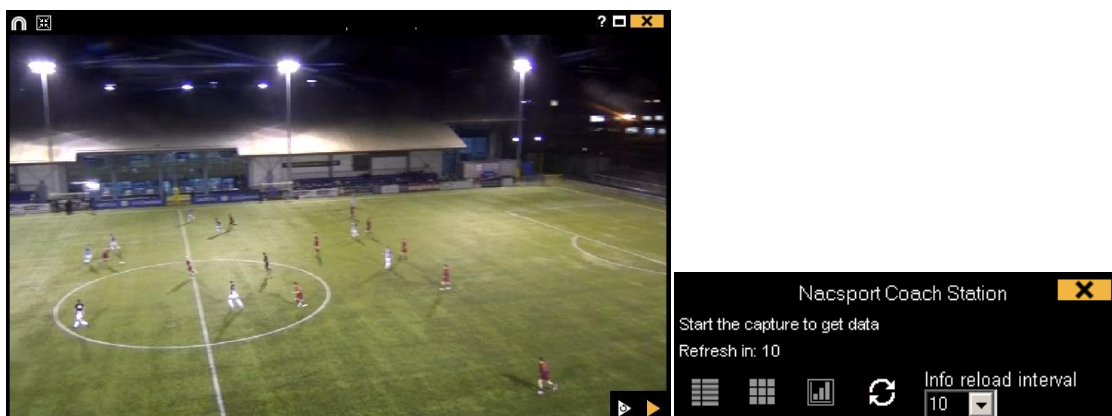 ?
Nacsport Coach Station
Start the capture to get data
Refresh in: 10
Info reload interval
10